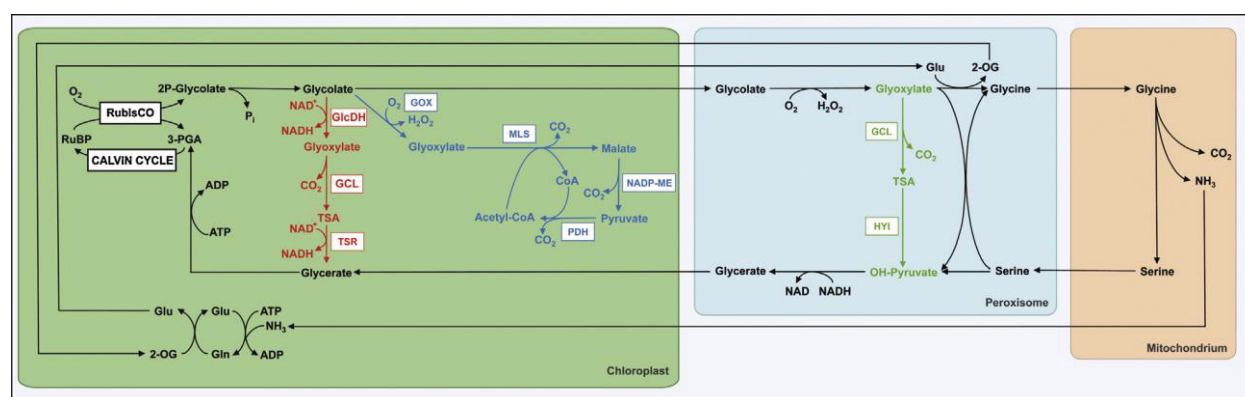 Glu
2-OG
O2
2P-Glycolate
Glycolate
Glycolate
Glyoxylate
Glycine
Glycine
RubisCO
Pi
NAD+
O2
GOX
H2O2
O2
H2O2
GlcDH
NADH
RuBP
3-PGA
Glyoxylate
Glyoxylate
MLS
CO2
Malate
GCL
CO2
CO2
CALVIN CYCLE
CO2
GCL
CoA
CO2
NADP-ME
TSA
NH3
ADP
ATP
TSA
Acetyl-CoA
Pyruvate
NAD+
TSR
CO2
PDH
HYI
NADH
Glycerate
Glycerate
OH-Pyruvate
Serine
Serine
NAD
NADH
Peroxisome
Glu
Glu
ATP
NH3
2-OG
Gln
ADP
Mitochondrium
Chloroplast